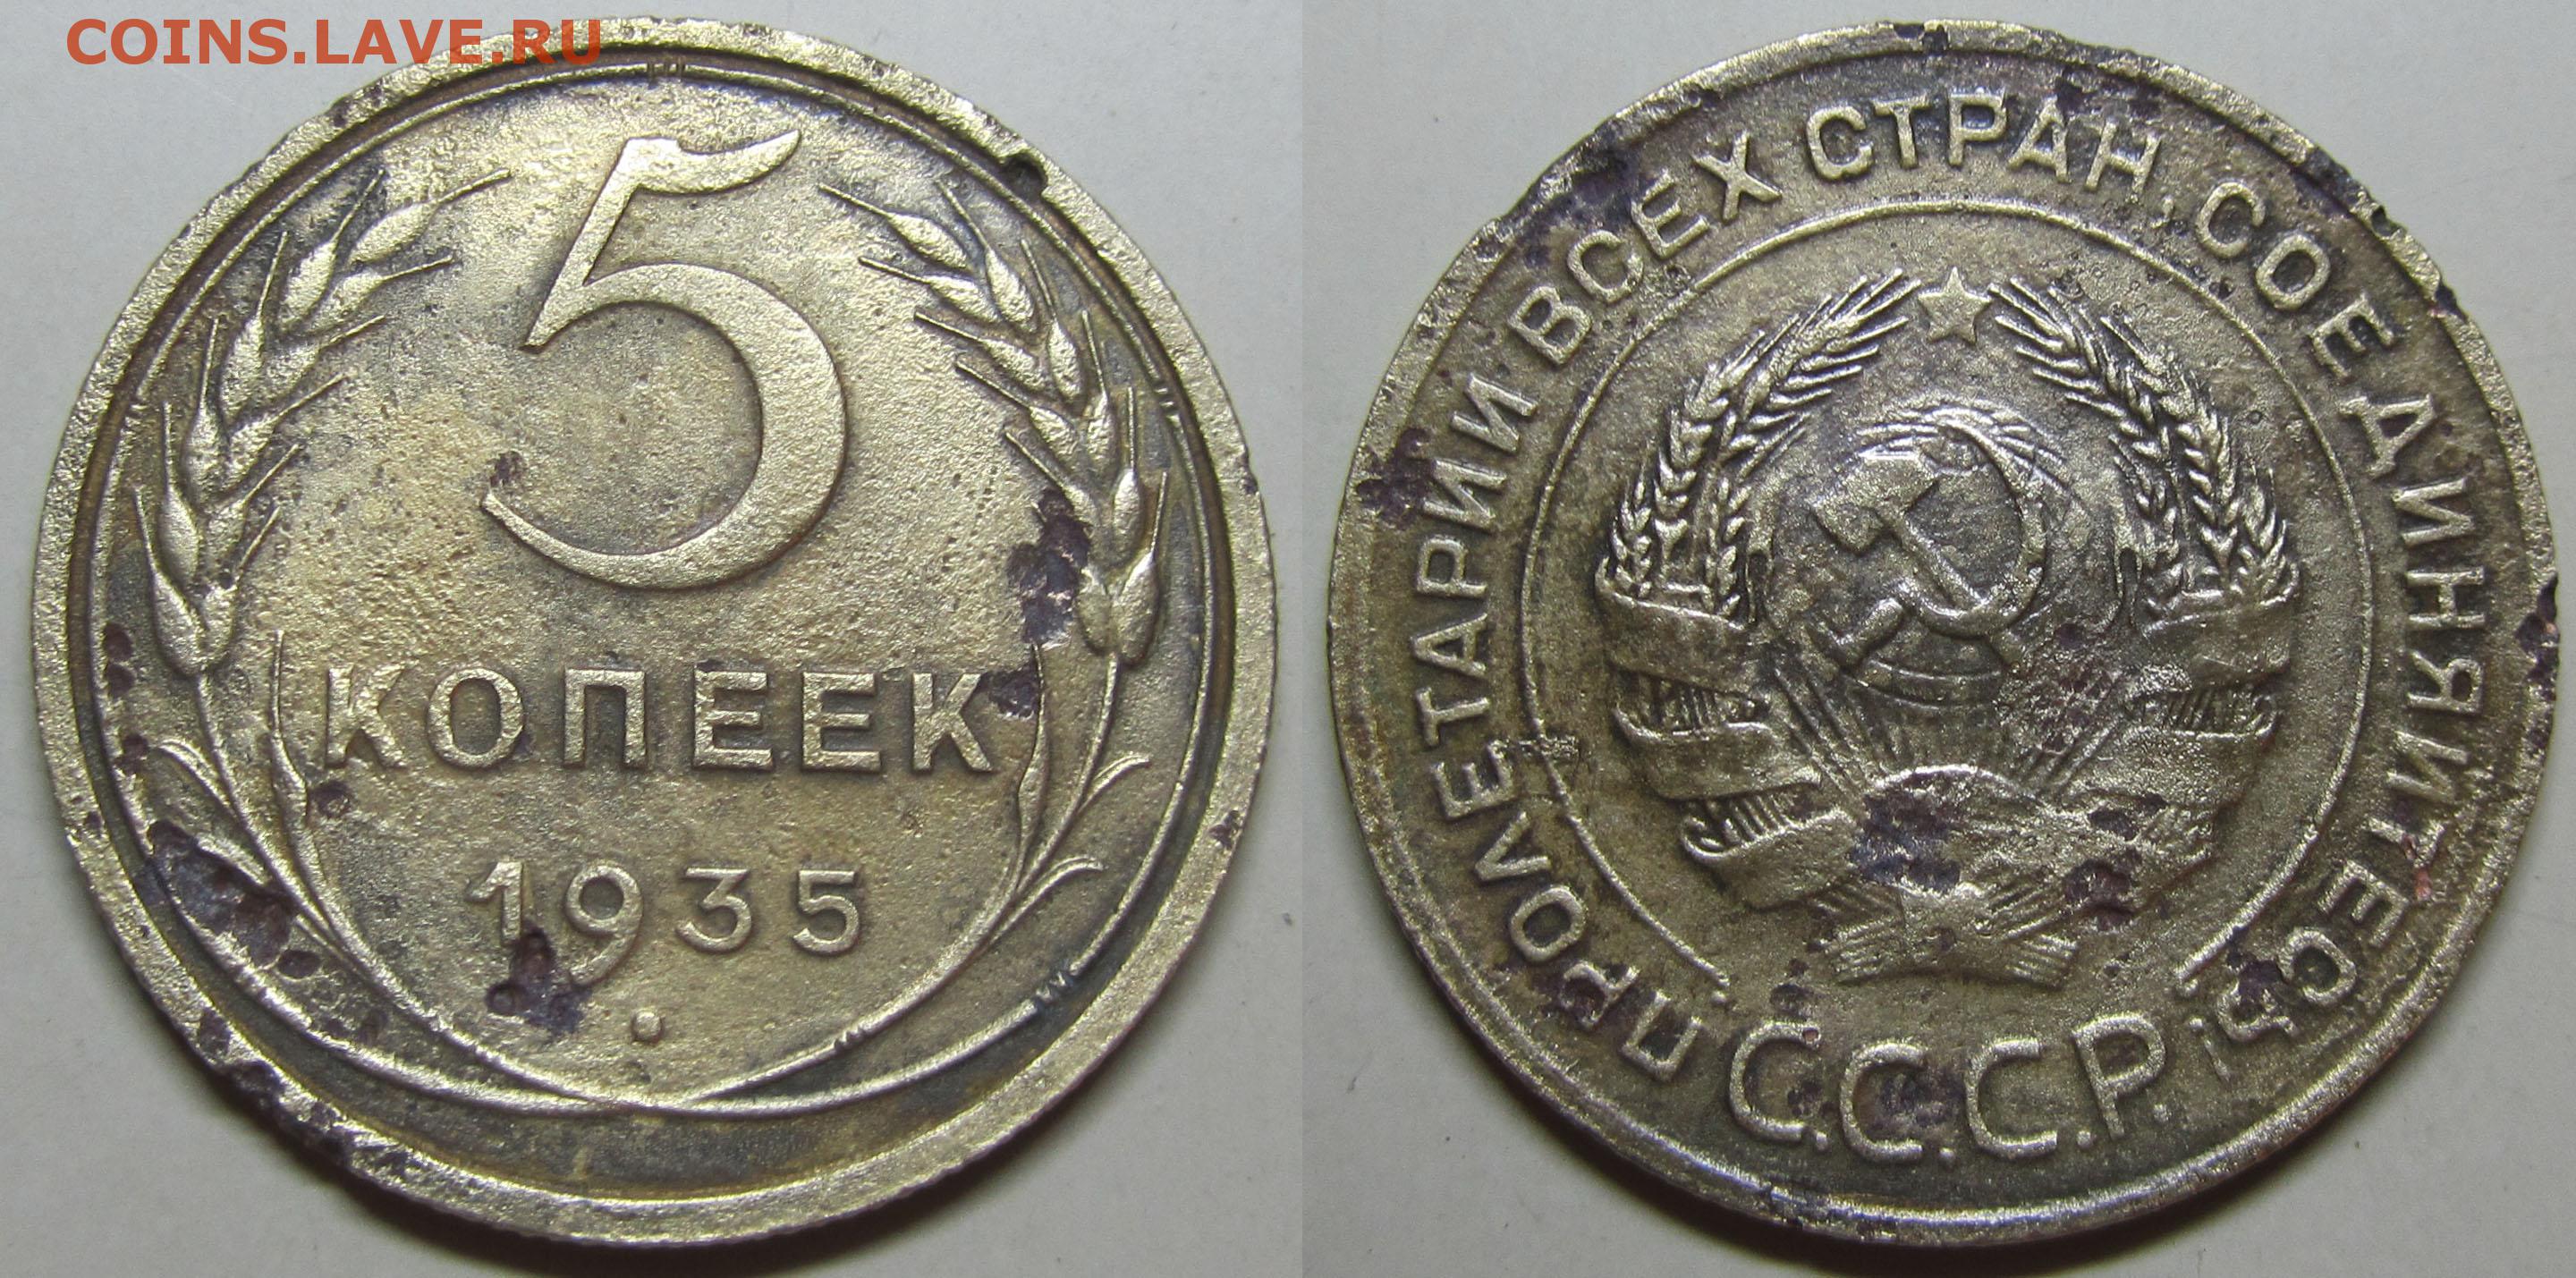 COINS.LAVE.RU
5
КОПЕЕК
1935
ПРОЛЕТАРИИ ВСЕХ СТРАН, СОЕДИНЯЙТЕСЬ!
С.С.С.Р.